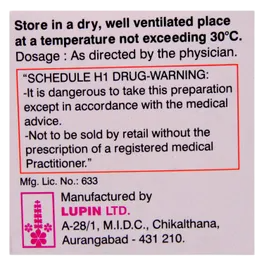 Store in a dry, well ventilated place
at a temperature not exceeding 30°C.
Dosage : As directed by the physician.
"SCHEDULE H1 DRUG-WARNING:
-It is dangerous to take this preparation
except in accordance with the medical
advice.
-Not to be sold by retail without the
prescription of a registered medical
Practitioner."
Mfg. Lic. No.: 633
Manufactured by
LUPIN LTD.
A-28/1, M.I.D.C., Chikalthana,
Aurangabad - 431 210.